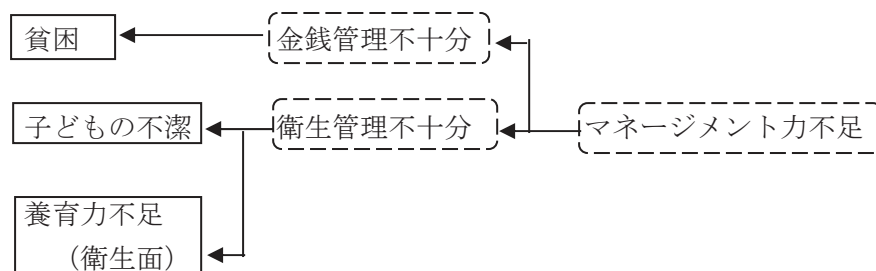 貧困
金銭管理不十分
子どもの不潔
衛生管理不十分
マネージメント力不足
養育力不足
（衛生面）